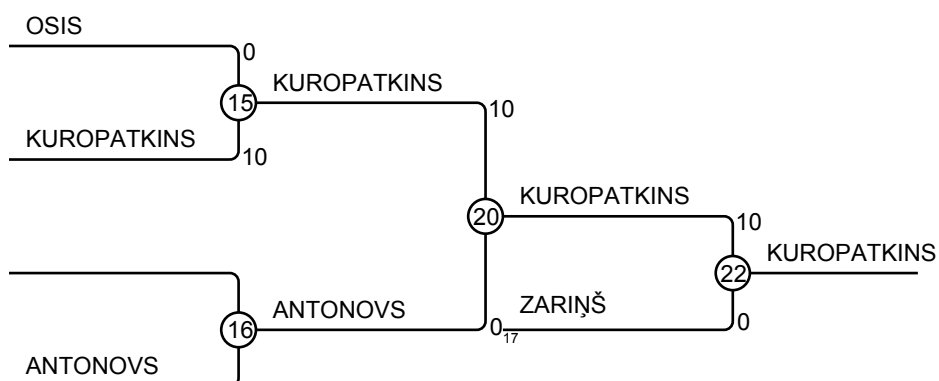 OSIS
0
15
KUROPATKINS
10
KUROPATKINS
10
20
KUROPATKINS
10
22
KUROPATKINS
16
ANTONOVS
0
17
ZARIŅŠ
0
ANTONOVS